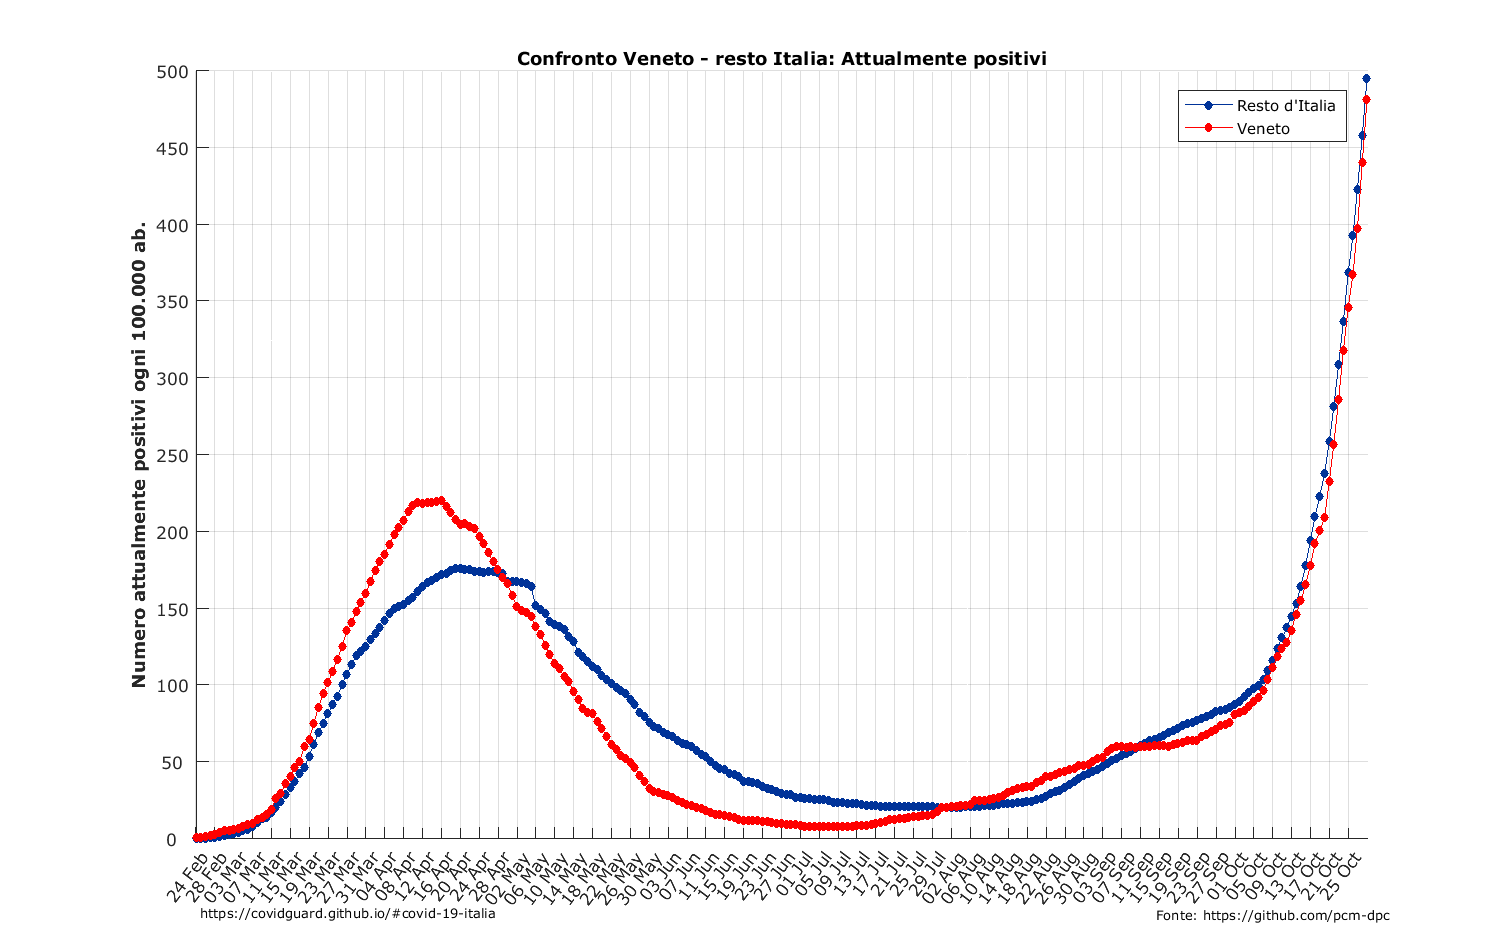 Confronto Veneto - resto Italia: Attualmente positivi
Resto d'Italia
Veneto
Numero attualmente positivi ogni 100.000 ab.
500
450
400
350
300
250
200
150
100
50
0
24 Feb
28 Feb
03 Mar
07 Mar
11 Mar
15 Mar
19 Mar
23 Mar
27 Mar
31 Mar
04 Apr
08 Apr
12 Apr
16 Apr
20 Apr
24 Apr
28 Apr
02 May
06 May
10 May
14 May
18 May
22 May
26 May
30 May
03 Jun
07 Jun
11 Jun
15 Jun
19 Jun
23 Jun
27 Jun
01 Jul
05 Jul
09 Jul
13 Jul
17 Jul
21 Jul
25 Jul
29 Jul
02 Aug
06 Aug
10 Aug
14 Aug
18 Aug
22 Aug
26 Aug
30 Aug
03 Sep
07 Sep
11 Sep
15 Sep
19 Sep
23 Sep
27 Sep
01 Oct
05 Oct
09 Oct
13 Oct
17 Oct
21 Oct
25 Oct
https://covidguard.github.io/#covid-19-italia
Fonte: https://github.com/pcm-dpc